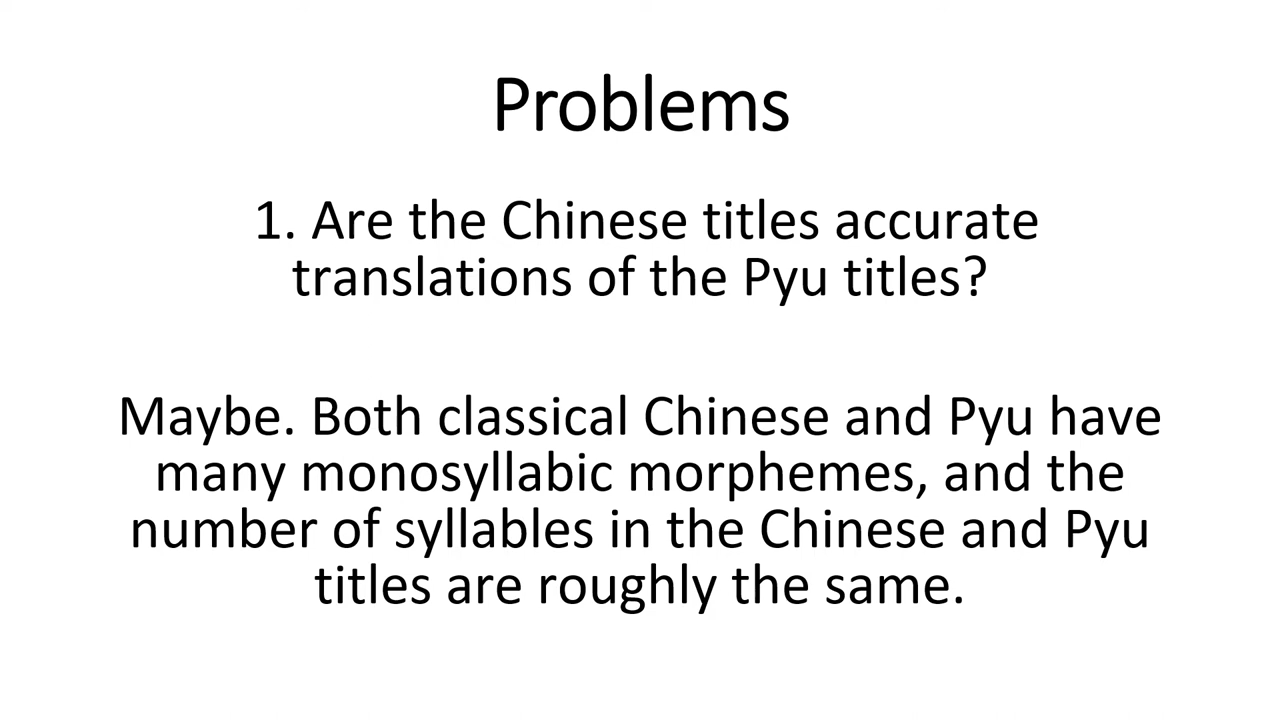 Problems
1. Are the Chinese titles accurate
translations of the Pyu titles?
Maybe. Both classical Chinese and Pyu have
many monosyllabic morphemes, and the
number of syllables in the Chinese and Pyu
titles are roughly the same.